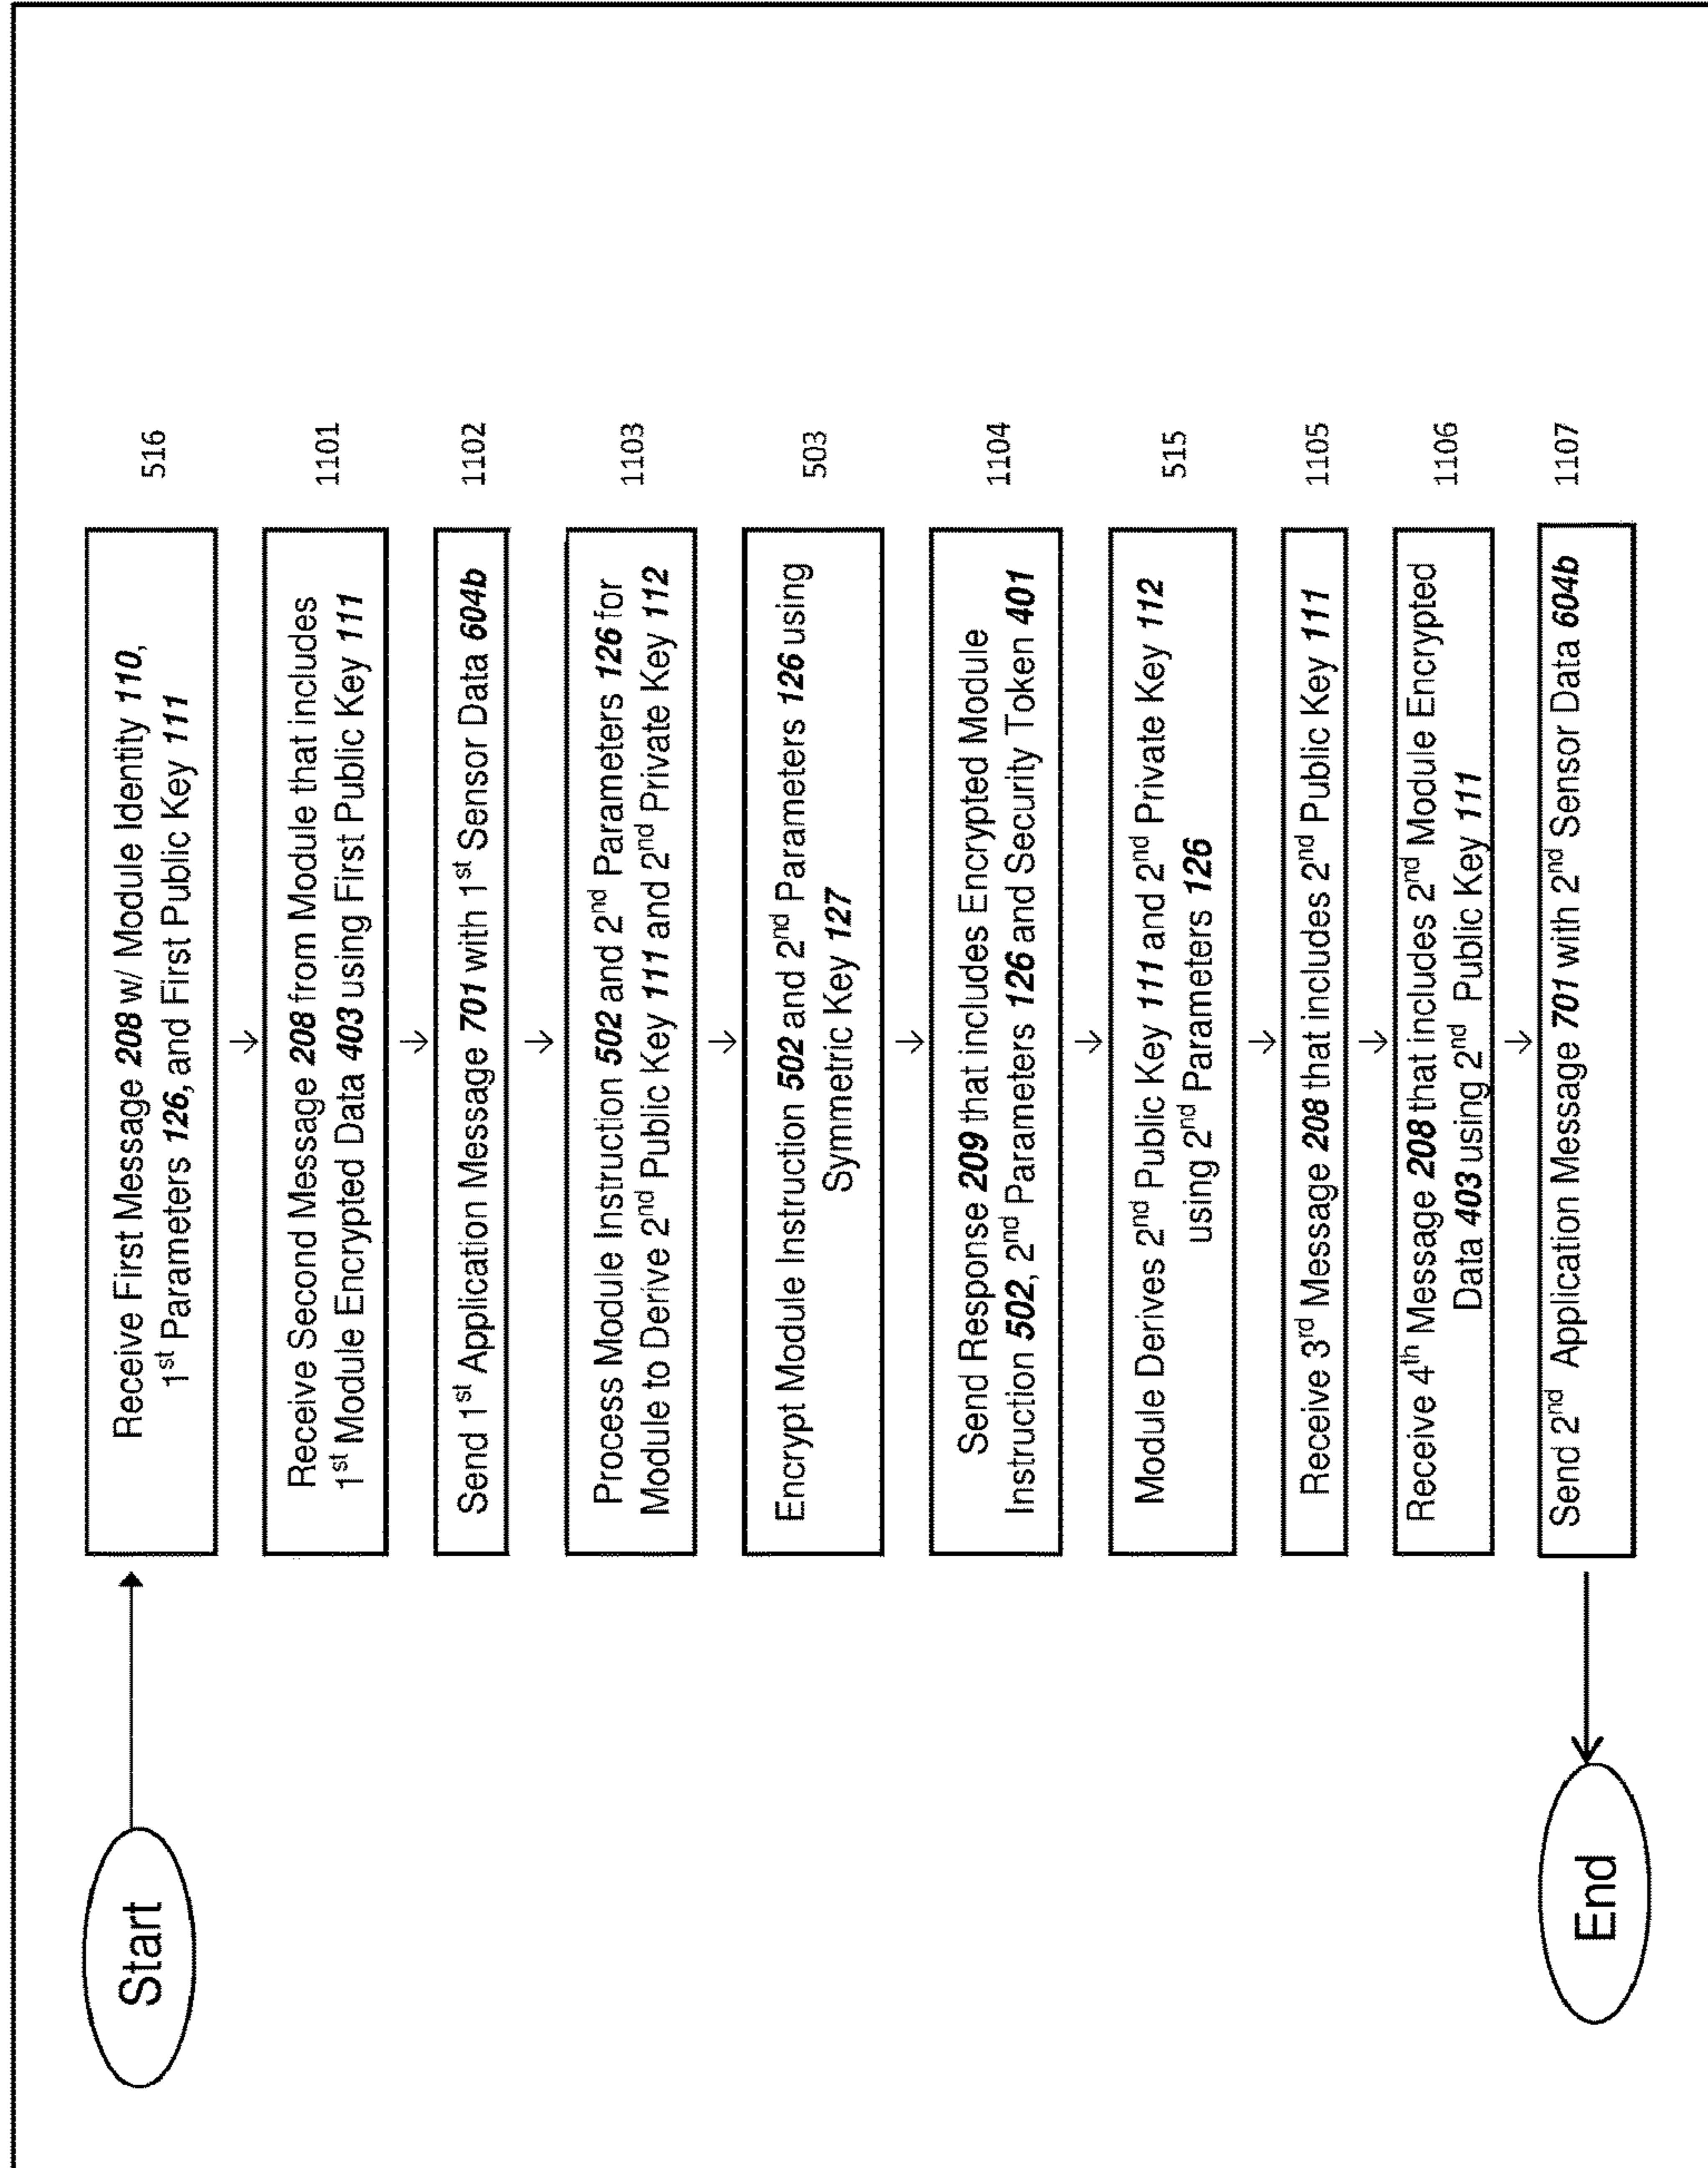 Start
Receive First Message 208 w/ Module Identity 110,
1st Parameters 126, and First Public Key 111
516
Receive Second Message 208 from Module that includes
1st Module Encrypted Data 403 using First Public Key 111
1101
Send 1st Application Message 701 with 1st Sensor Data 604b
1102
Process Module Instruction 502 and 2nd Parameters 126 for
Module to Derive 2nd Public Key 111 and 2nd Private Key 112
1103
Encrypt Module Instruction 502 and 2nd Parameters 126 using
Symmetric Key 127
503
Send Response 209 that includes Encrypted Module
Instruction 502, 2nd Parameters 126 and Security Token 401
1104
Module Derives 2nd Public Key 111 and 2nd Private Key 112
using 2nd Parameters 126
515
Receive 3rd Message 208 that includes 2nd Public Key 111
1105
Receive 4th Message 208 that includes 2nd Module Encrypted
Data 403 using 2nd Public Key 111
1106
Send 2nd Application Message 701 with 2nd Sensor Data 604b
1107
End